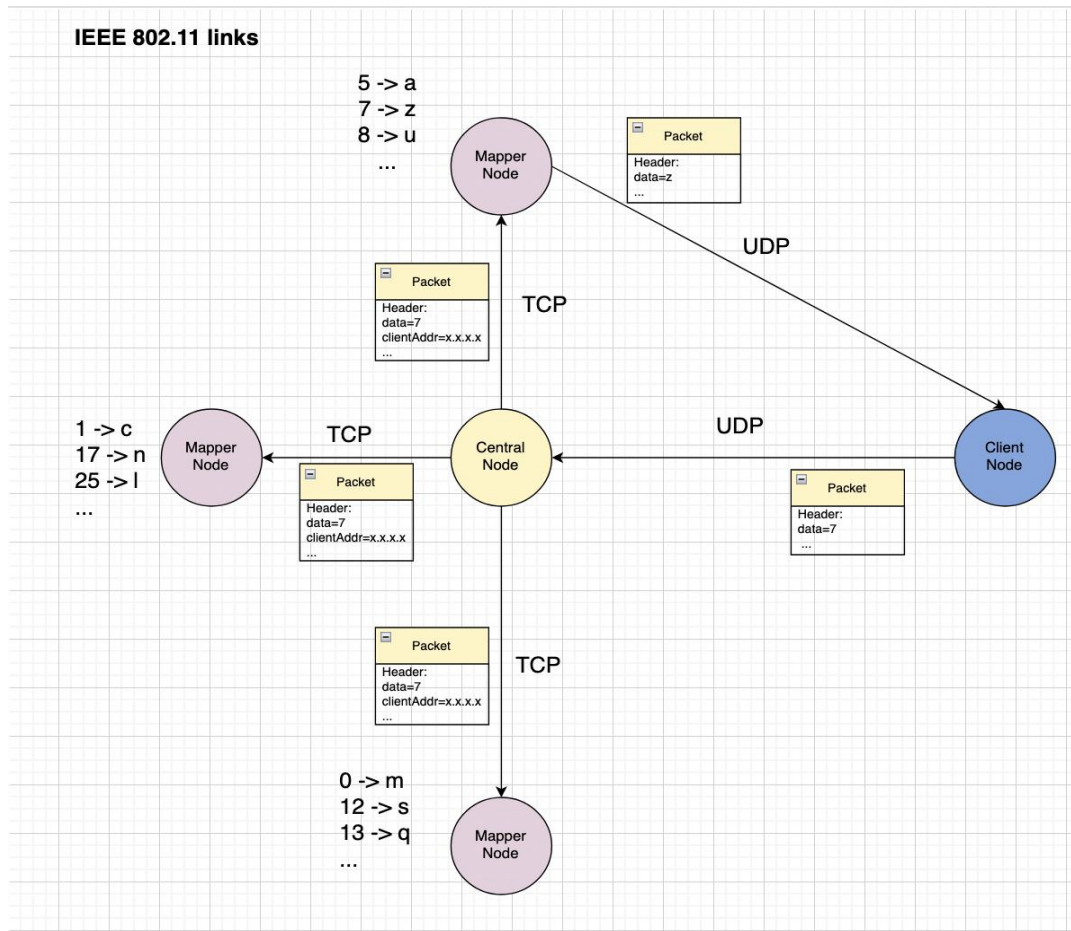 IEEE 802.11 links
5 -> a
7 -> z
8 -> u
...
Mapper
Node
Packet
Header:
data=z
...
UDP
Packet
Header:
data=7
clientAddr=x.x.x.x
...
TCP
1 -> c
17 -> n
25 -> l
...
Mapper
Node
TCP
Packet
Header:
data=7
clientAddr=x.x.x.x
...
Central
Node
UDP
Packet
Header:
data=7
...
Client
Node
Packet
Header:
data=7
clientAddr=x.x.x.x
...
TCP
0 -> m
12 -> s
13 -> q
...
Mapper
Node